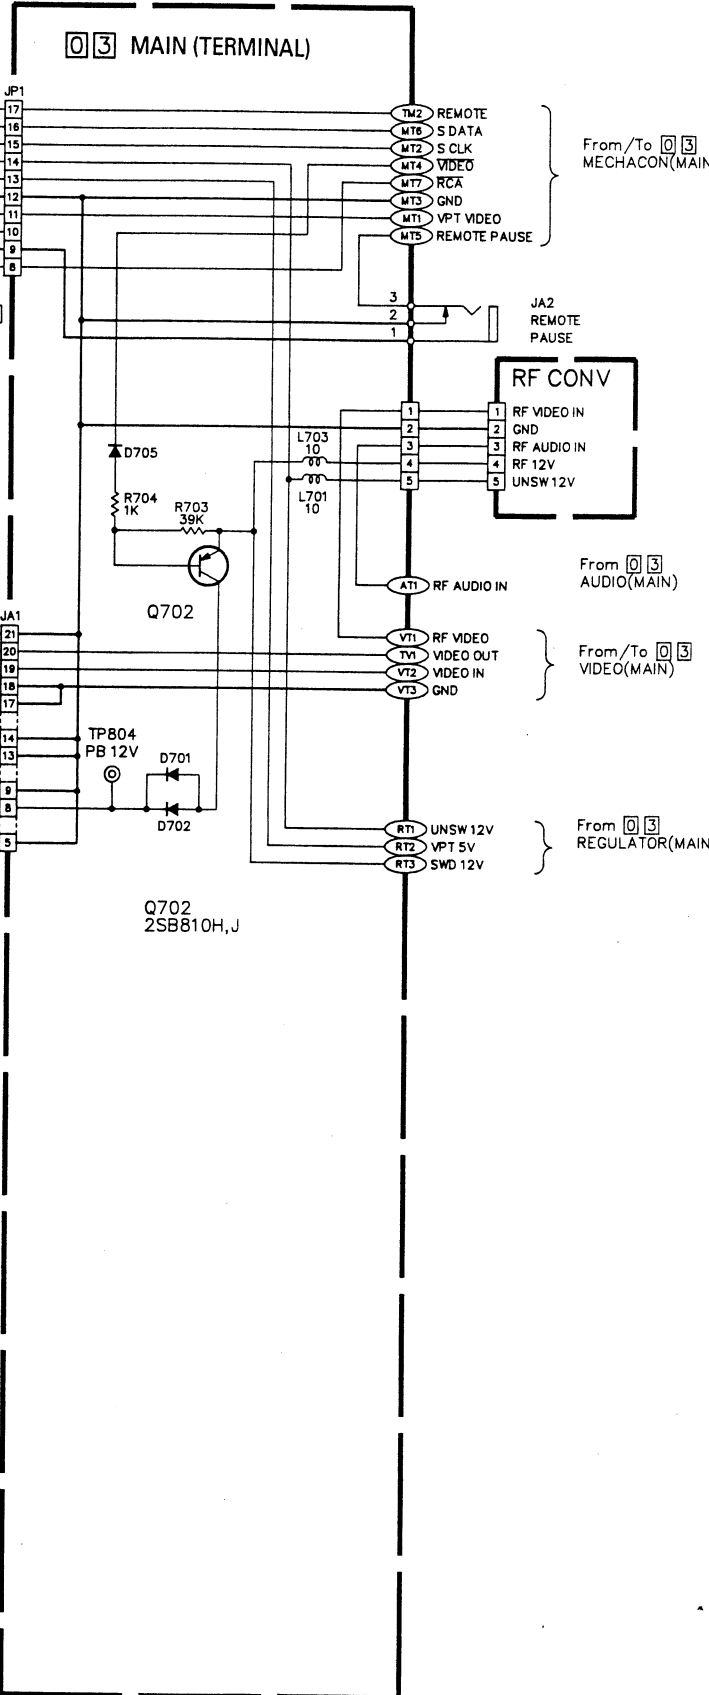 0 3 MAIN (TERMINAL)
JP1
17
16
15
14
13
12
11
10
9
8
TM2 REMOTE
MT6 S DATA
MT2 S CLK
MT4 VIDEO
MT7 RCA
MT3 GND
MT1 VPT VIDEO
MT5 REMOTE PAUSE
From/To 0 3
MECHACON(MAIN
3
2
1
JA2
REMOTE
PAUSE
RF CONV
1 1 RF VIDEO IN
2 2 GND
3 3 RF AUDIO IN
4 4 RF 12V
5 5 UNSW 12V
L703
10
L701
10
D705
R704
1K
R703
39K
Q702
AT1 RF AUDIO IN
From 0 3
AUDIO(MAIN)
JA1
21
20
19
18
17
14
13
9
8
5
VT1 RF VIDEO
TV1 VIDEO OUT
VT2 VIDEO IN
VT3 GND
From/To 0 3
VIDEO(MAIN)
TP804
PB 12V
D701
D702
RT1 UNSW 12V
RT2 VPT 5V
RT3 SWD 12V
From 0 3
REGULATOR(MAIN
Q702
2SB810H,J